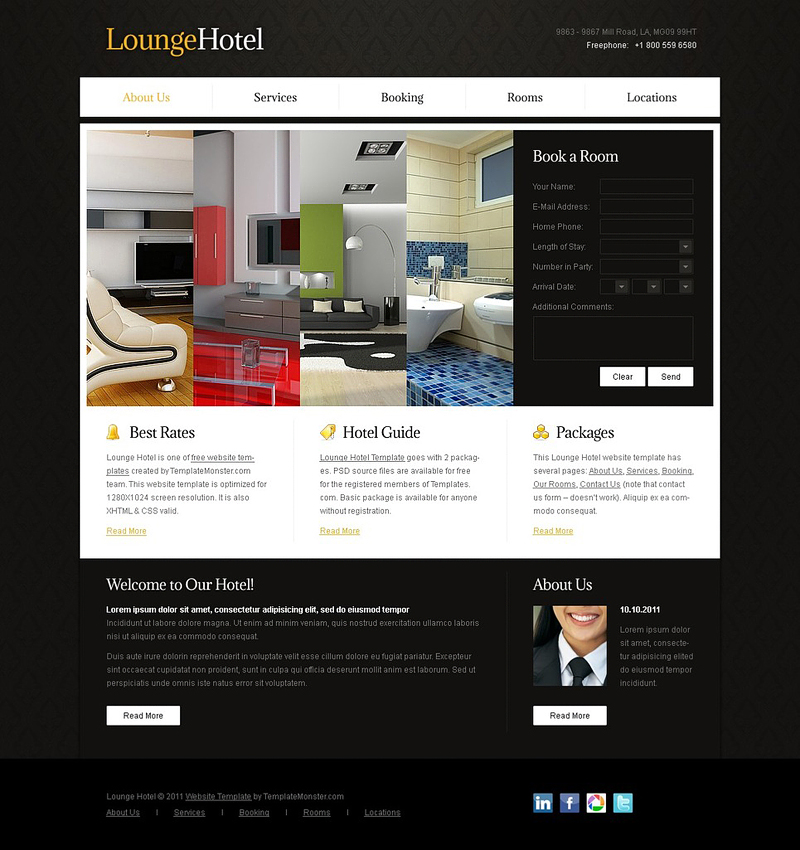 LoungeHotel
9863 - 9867 Mill Road, LA, MG09 99HT
Freephone: +1 800 559 6580
About Us
Services
Booking
Rooms
Locations
Book a Room
Your Name:
E-Mail Address:
Home Phone:
Length of Stay:
Number in Party:
Arrival Date:
Additional Comments:
Clear
Send
Best Rates
Lounge Hotel is one of free website tem-
plates created by TemplateMonster.com
team. This website template is optimized for
1280X1024 screen resolution. It is also
XHTML & CSS valid.
Read More
Hotel Guide
Lounge Hotel Template goes with 2 packag-
es. PSD source files are available for free
for the registered members of Templates.
com. Basic package is available for anyone
without registration.
Read More
Packages
This Lounge Hotel website template has
several pages: About Us, Services, Booking,
Our Rooms, Contact Us (note that contact
us form – doesn't work). Aliquip ex ea com-
modo consequat.
Read More
Welcome to Our Hotel!
Lorem ipsum dolor sit amet, consectetur adipisicing elit, sed do eiusmod tempor
Incididunt ut labore dolore magna. Ut enim ad minim veniam, quis nostrud exercitation ullamco laboris
nisi ut aliquip ex ea commodo consequat.
Duis aute irure dolorin reprehenderit in voluptate velit esse cillum dolore eu fugiat pariatur. Excepteur
sint occaecat cupidatat non proident, sunt in culpa qui officia deserunt mollit anim est laborum. Sed ut
perspiciatis unde omnis iste natus error sit voluptatem.
Read More
About Us
10.10.2011
Lorem ipsum dolor
sit amet, consecte-
tur adipisicing elited
do eiusmod tempor
incididunt.
Read More
Lounge Hotel © 2011 Website Template by TemplateMonster.com
About Us | Services | Booking | Rooms | Locations
in
f
t